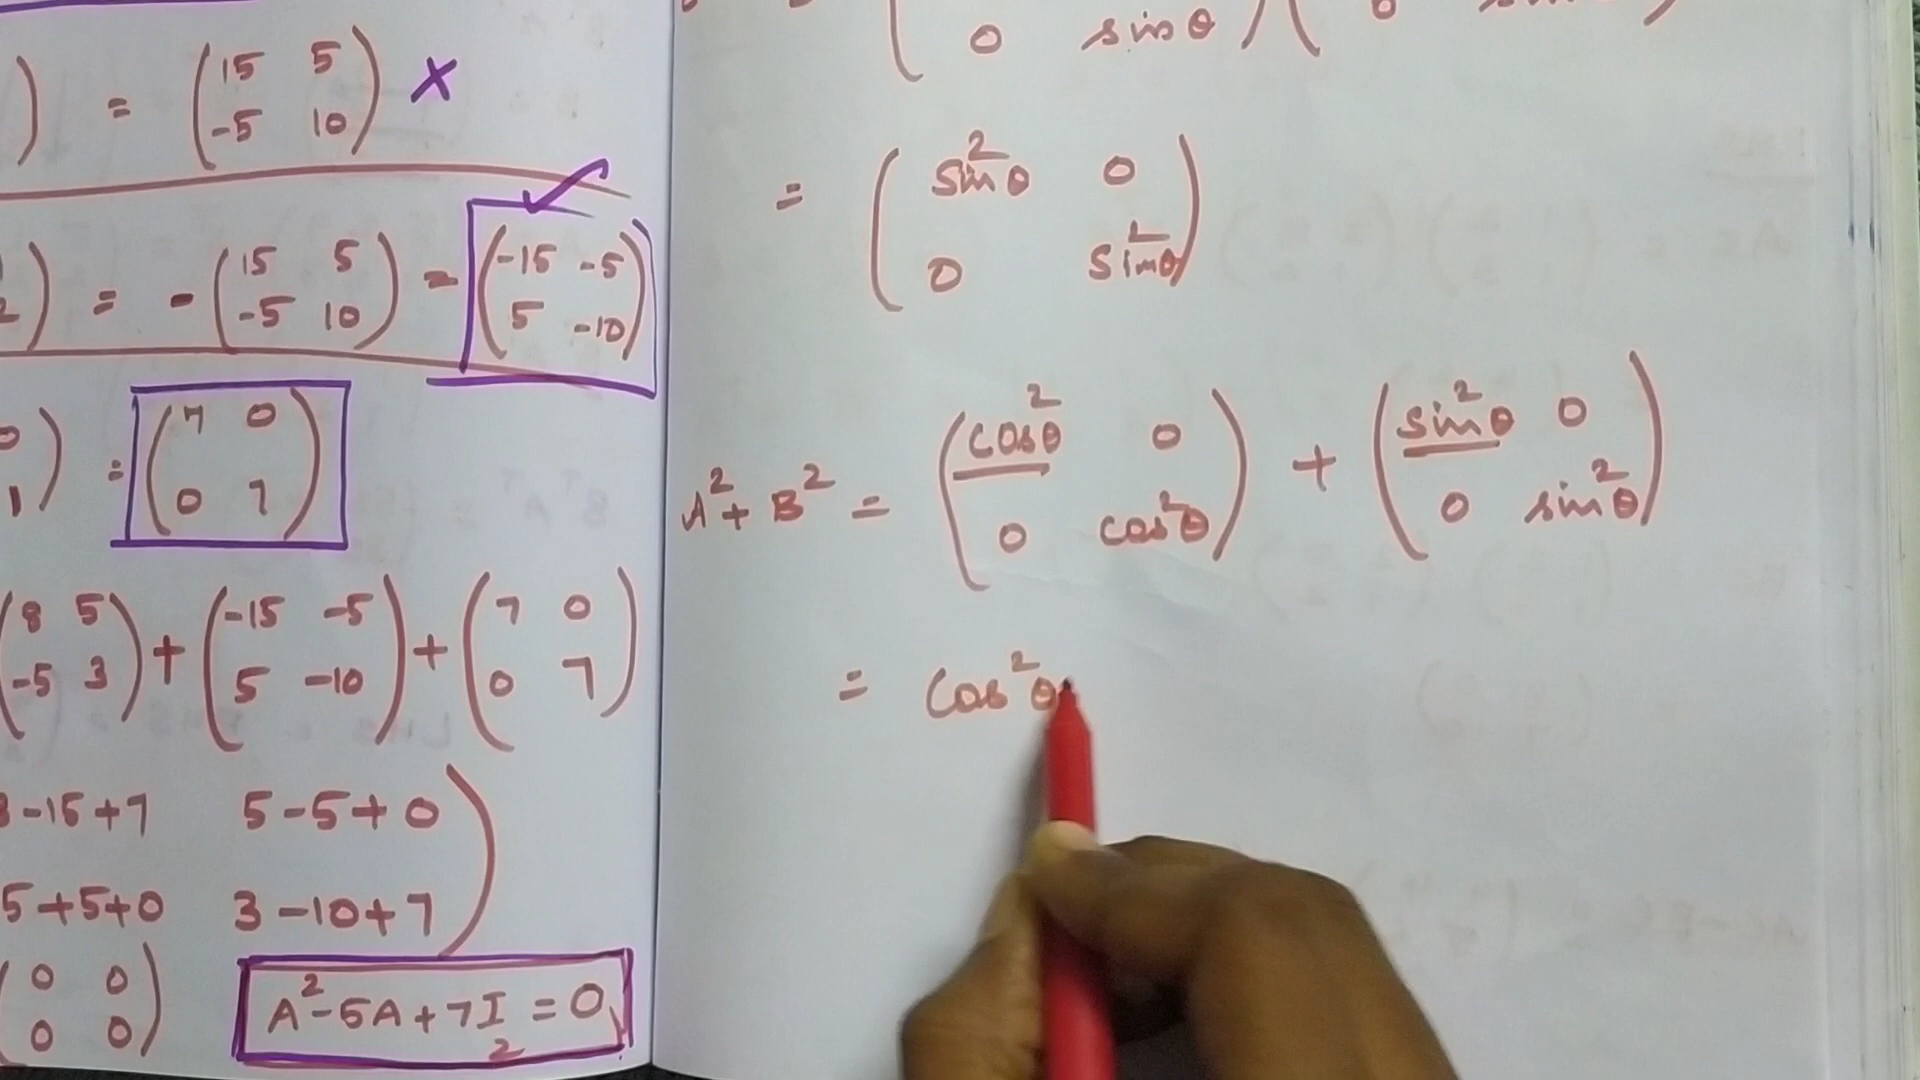 ) = (15 5
-5 10) ×
) = -(15 5
-5 10) = (-15 -5
5 -10) ✓
) = (7 0
0 7)
(8 5
-5 3) + (-15 -5
5 -10) + (7 0
0 7)
-15+7 5-5+0
5+5+0 3-10+7)
(0 0
0 0)
A²-5A+7I₂ = 0
0 sinθ)(0
= (sin²θ 0
0 sin²θ)
A²+B² = (cos²θ 0
0 cos²θ) + (sin²θ 0
0 sin²θ)
= cos²θ